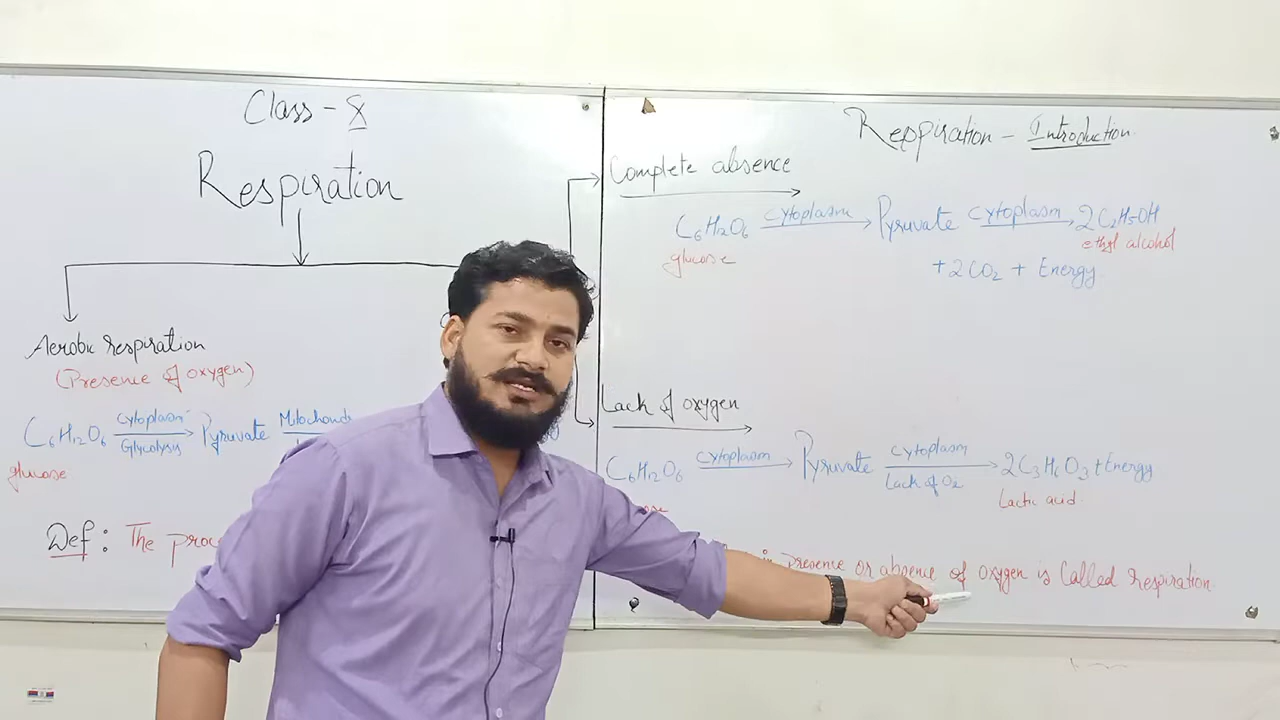 Class - X
Respiration
Aerobic respiration
(Presence of oxygen)
C6H12O6 Cytoplasm Glycolysis Pyruvate
glucose
Def : The
Respiration - Introduction
Complete absence
C6H12O6 Cytoplasm Pyruvate Cytoplasm 2C2H5OH
glucose ethyl alcohol
+ 2CO2 + Energy
Lack of oxygen
C6H12O6 Cytoplasm Pyruvate Cytoplasm Lack of O2 2C3H6O3 + Energy
Lactic acid
presence or absence of oxygen is Called respiration.